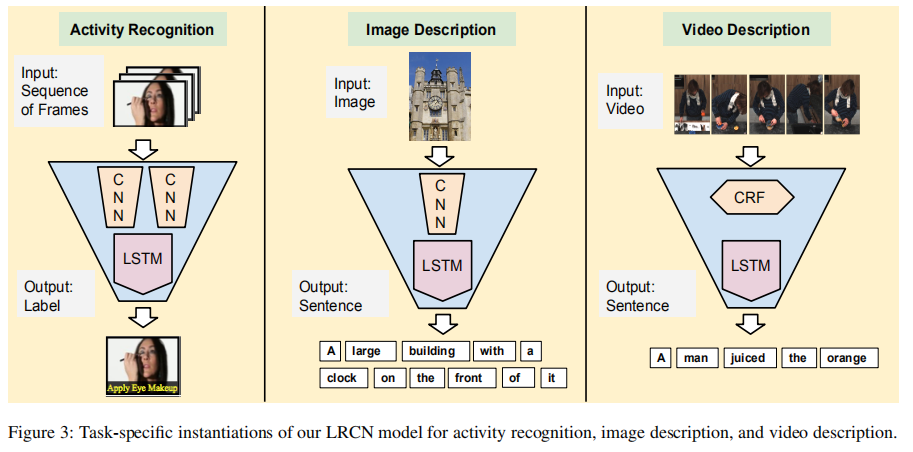 Activity Recognition
Input:
Sequence
of Frames
CNN CNN
LSTM
Output:
Label
Apply Eye Makeup
Image Description
Input:
Image
CNN
LSTM
Output:
Sentence
A large building with a
clock on the front of it
Video Description
Input:
Video
CRF
LSTM
Output:
Sentence
A man juiced the orange
Figure 3: Task-specific instantiations of our LRCN model for activity recognition, image description, and video description.